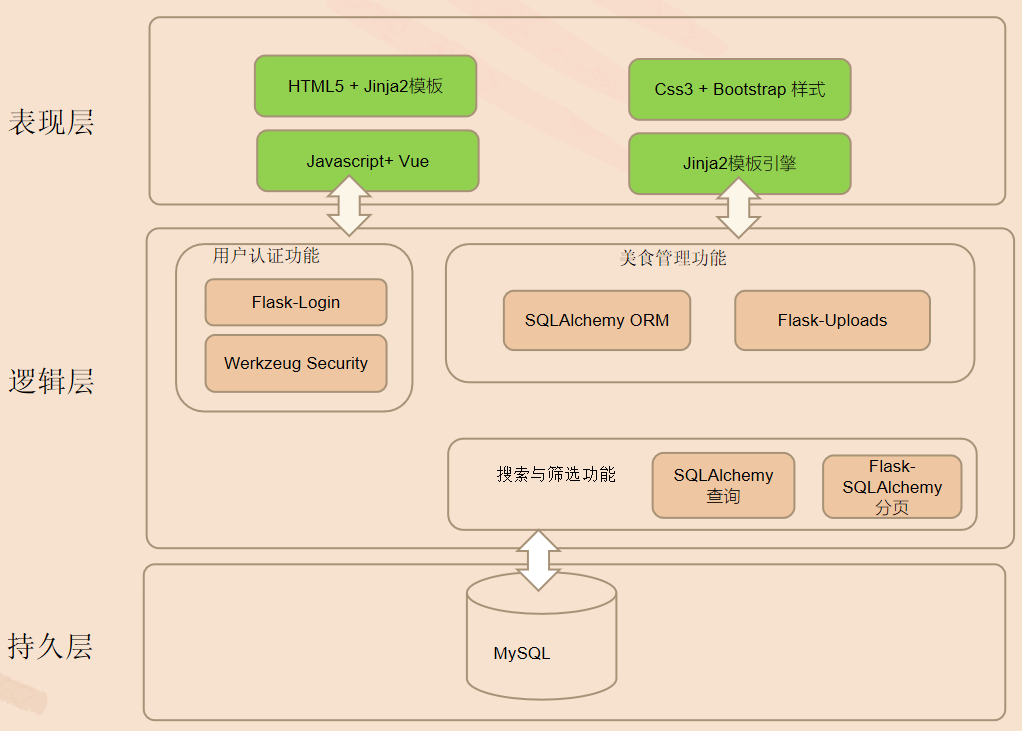 表现层
HTML5 + Jinja2模板
Css3 + Bootstrap 样式
Javascript+ Vue
Jinja2模板引擎
逻辑层
用户认证功能
Flask-Login
Werkzeug Security
美食管理功能
SQLAlchemy ORM
Flask-Uploads
搜索与筛选功能
SQLAlchemy
查询
Flask-
SQLAlchemy
分页
持久层
MySQL